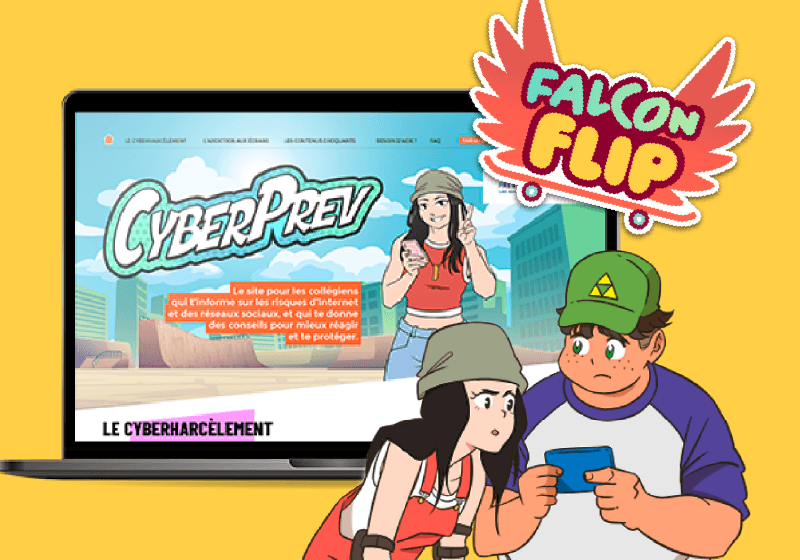 FALCON
FLIP
LE CYBERHARCÈLEMENT L'ADDICTION AUX ÉCRANS LES CONTENUS CHOQUANTS BESOIN D'AIDE ? FAQ
CYBERPREV
Le site pour les collégiens
qui t'informe sur les risques d'internet
et des réseaux sociaux, et qui te donne
des conseils pour mieux réagir
et te protéger.
LE CYBERHARCÈLEMENT